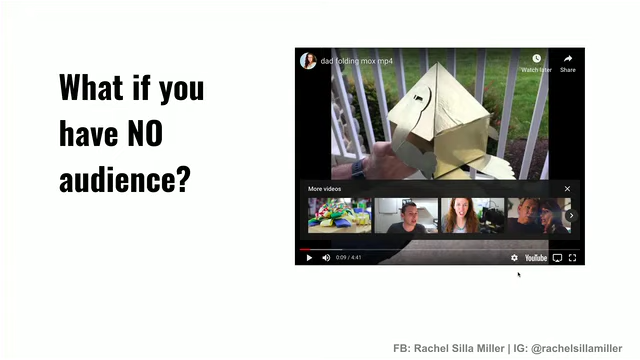 What if you
have NO
audience?
dad folding mox mp4
Watch later
Share
More videos
0:09 / 4:41
YouTube
FB: Rachel Silla Miller | IG: @rachelsillamiller